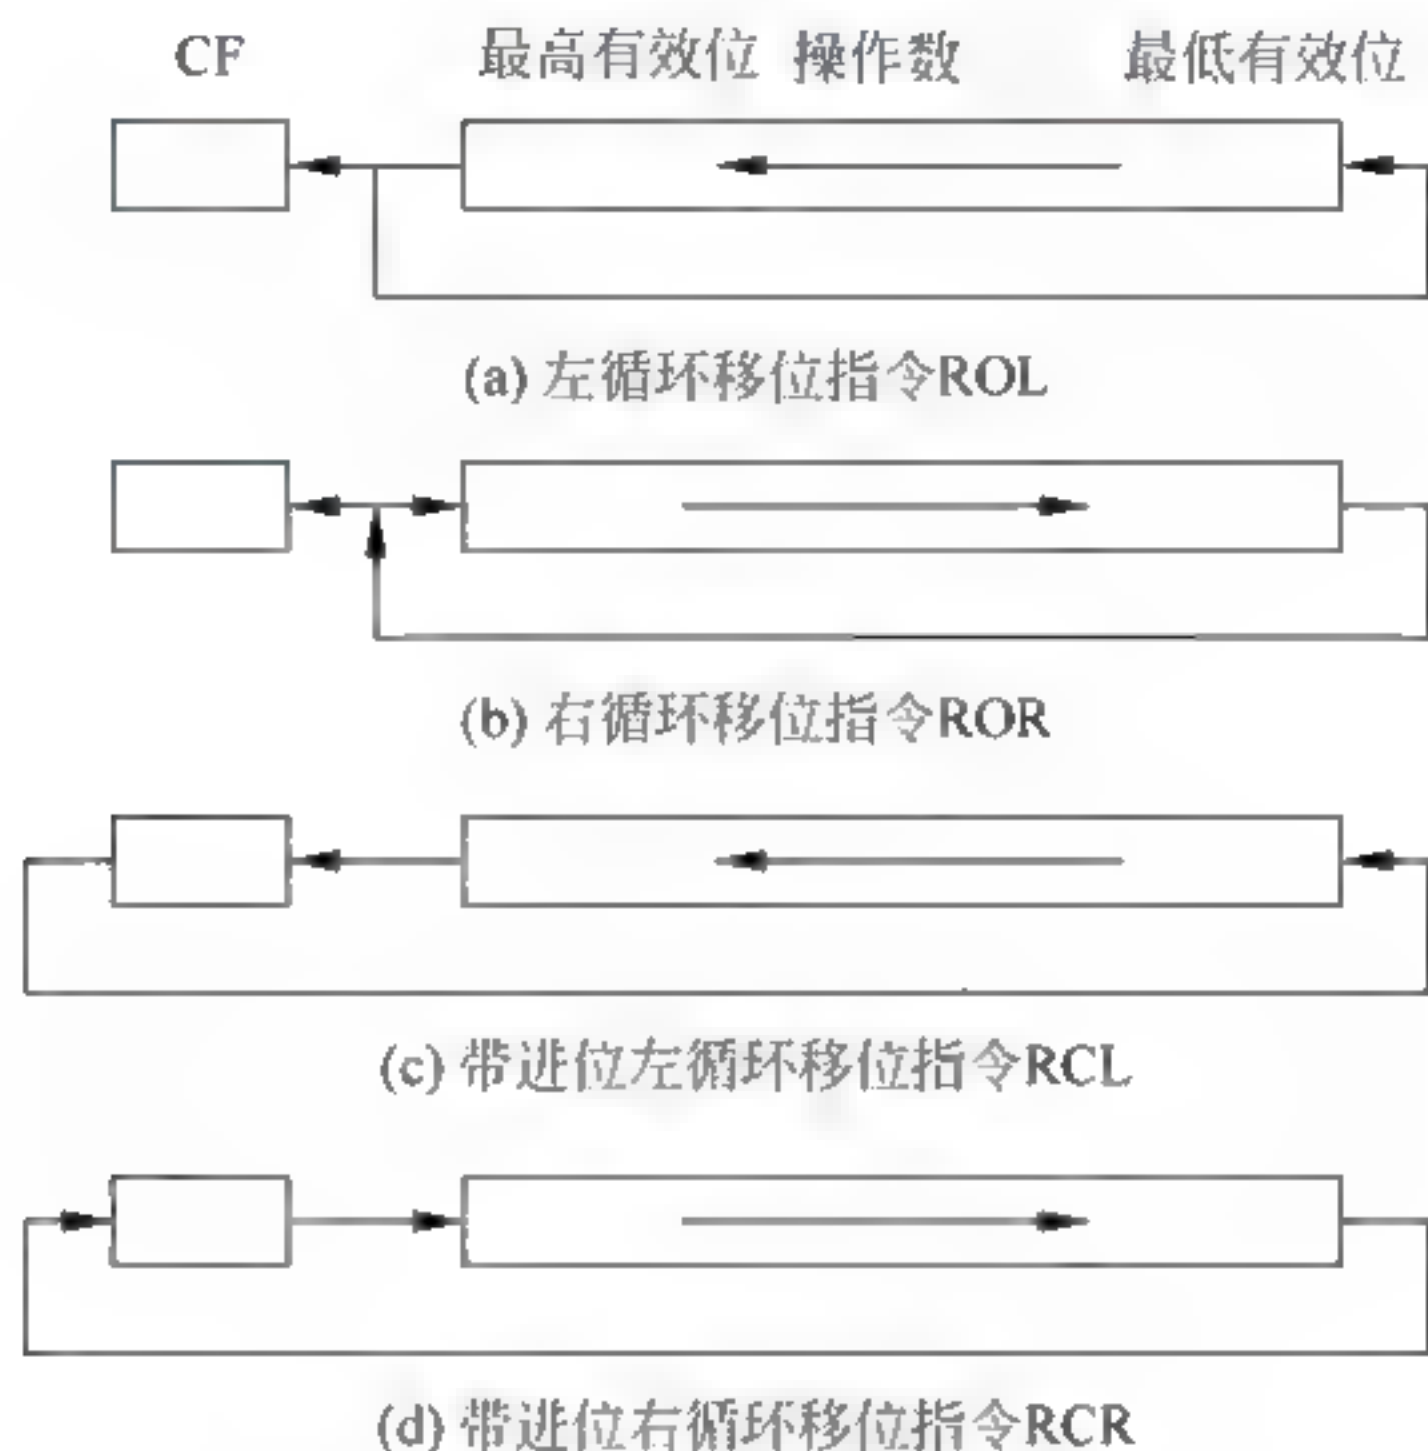 CF 最高有效位 操作数 最低有效位
(a) 左循环移位指令ROL
(b) 右循环移位指令ROR
(c) 带进位左循环移位指令RCL
(d) 带进位右循环移位指令RCR